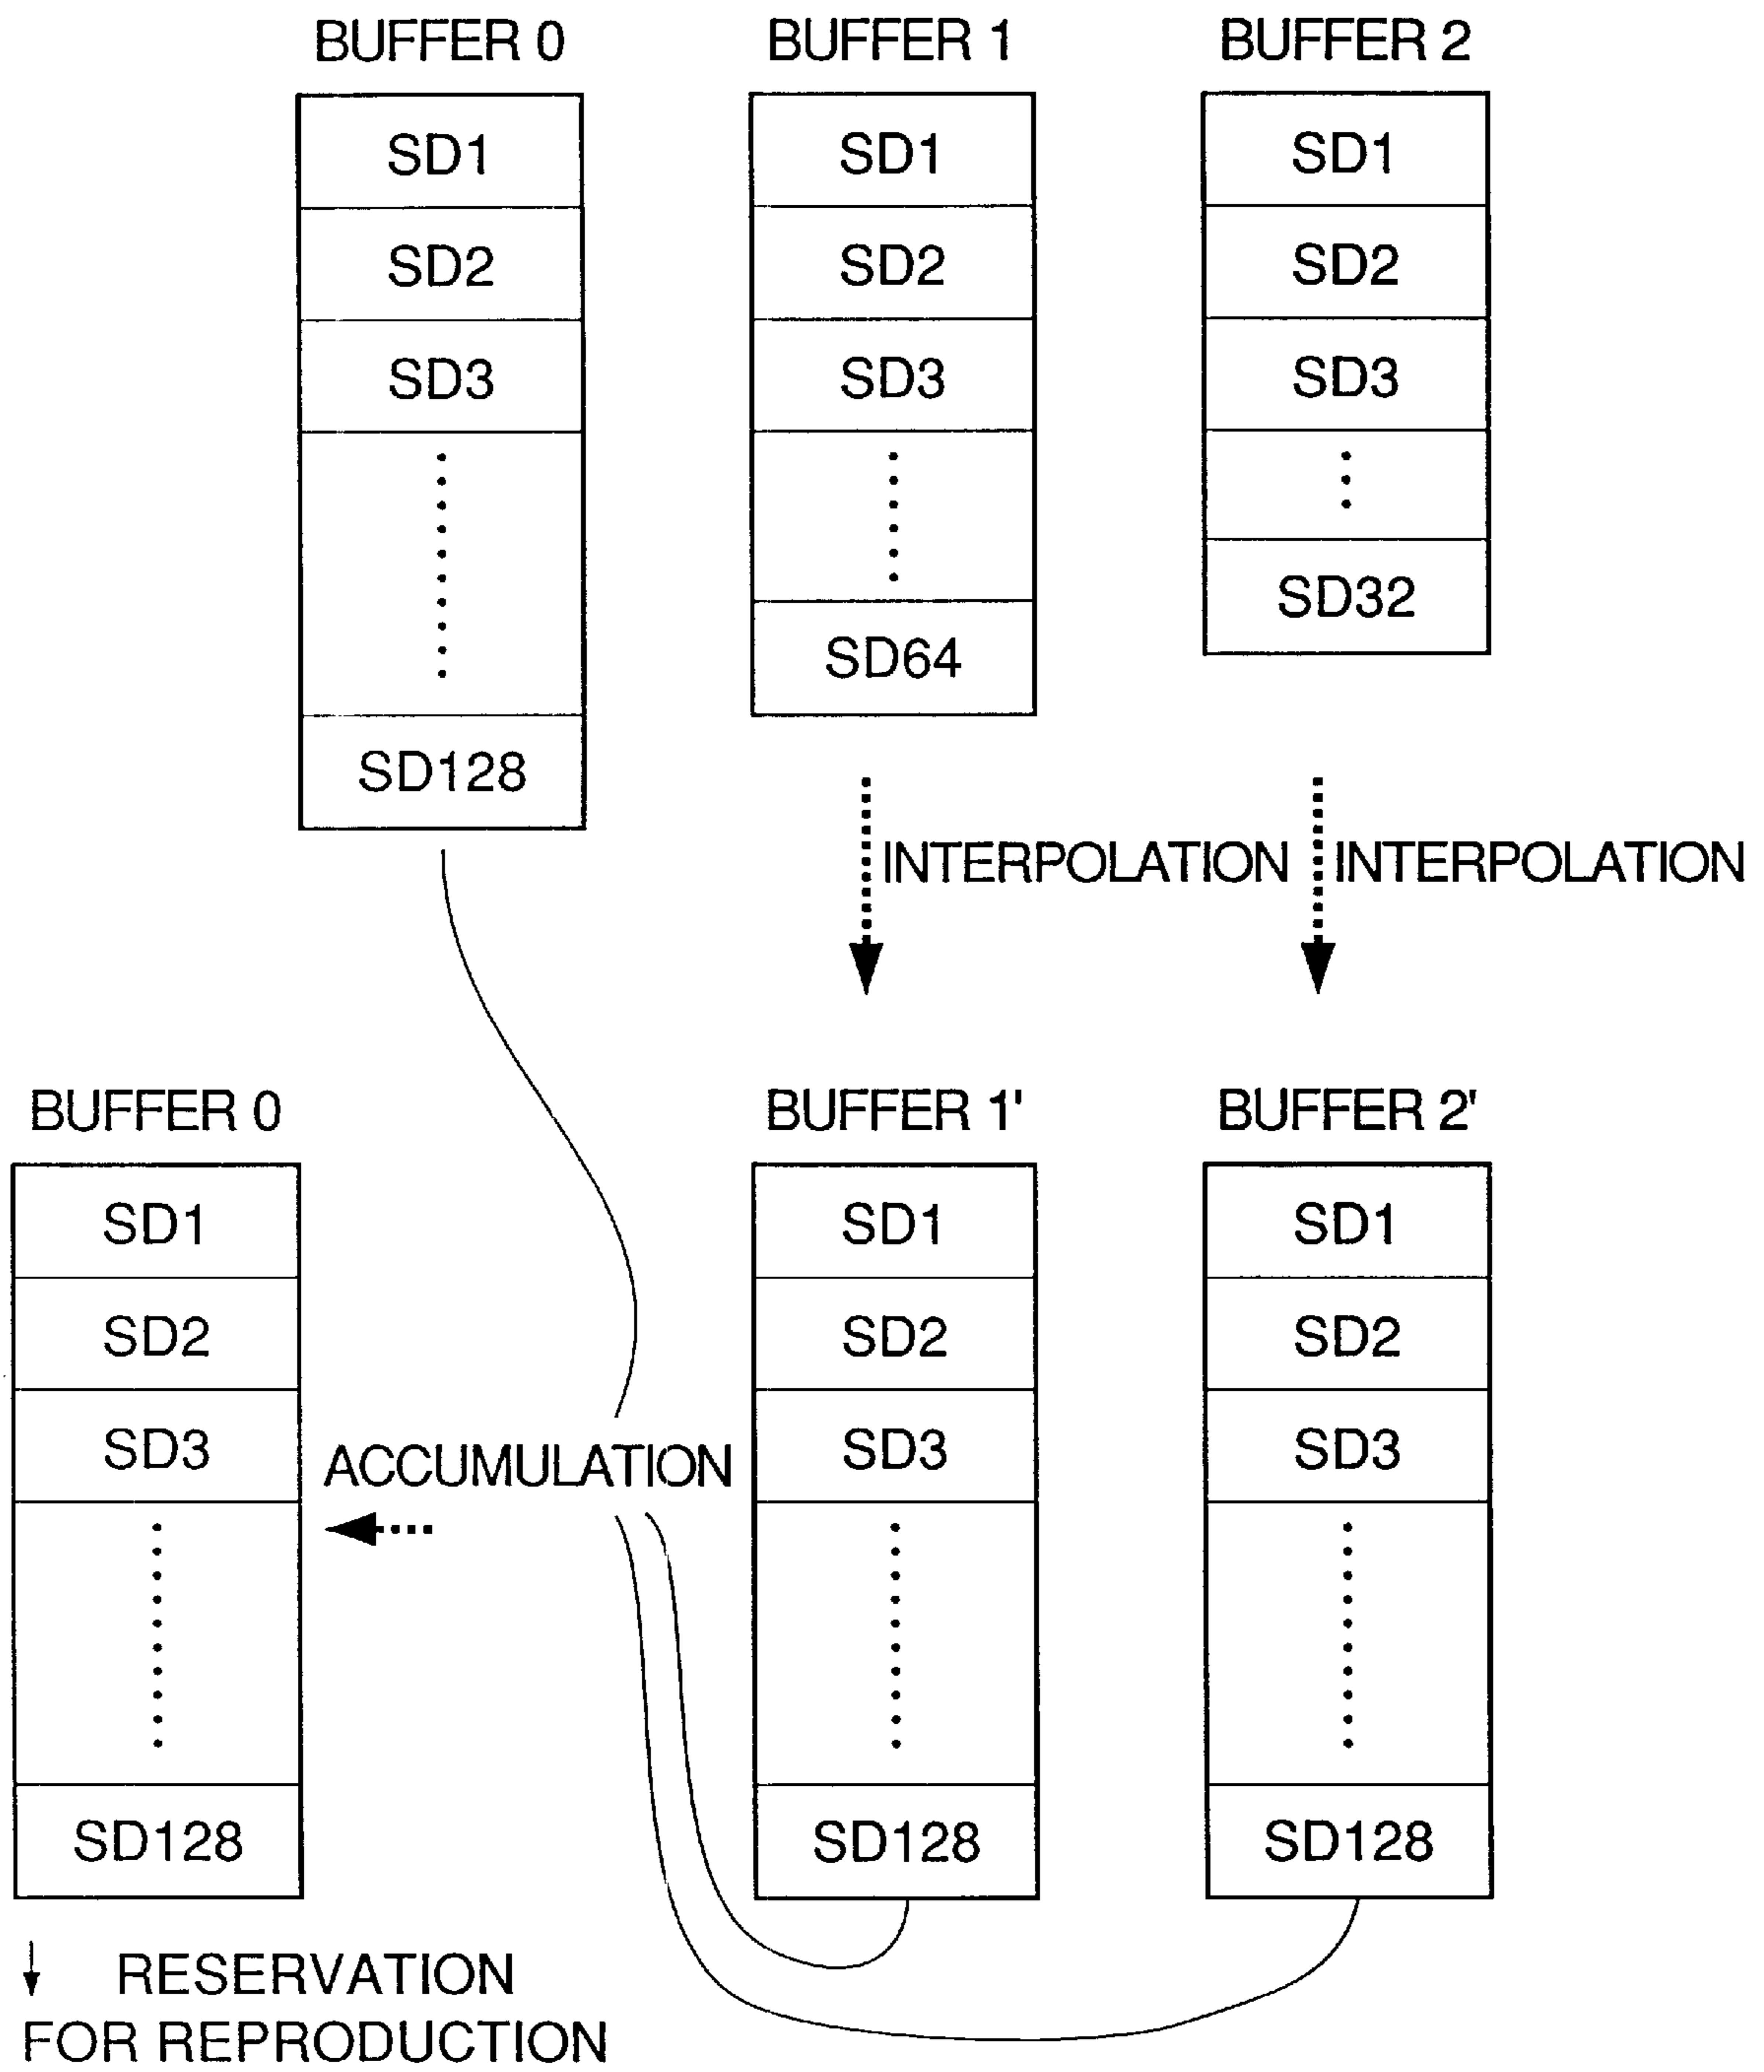 BUFFER 0
BUFFER 1
BUFFER 2
SD1
SD2
SD3
SD128
SD1
SD2
SD3
SD64
SD1
SD2
SD3
SD32
INTERPOLATION
INTERPOLATION
BUFFER 0
BUFFER 1'
BUFFER 2'
SD1
SD2
SD3
SD128
ACCUMULATION
SD1
SD2
SD3
SD128
SD1
SD2
SD3
SD128
RESERVATION
FOR REPRODUCTION